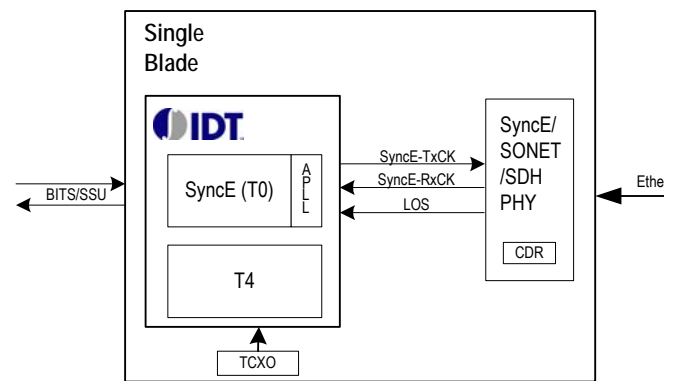 Single
Blade
IDT
SyncE (T0)
APLL
T4
TCXO
BITS/SSU
SyncE-TxCK
SyncE-RxCK
LOS
SyncE/
SONET
/SDH
PHY
CDR
Ethe